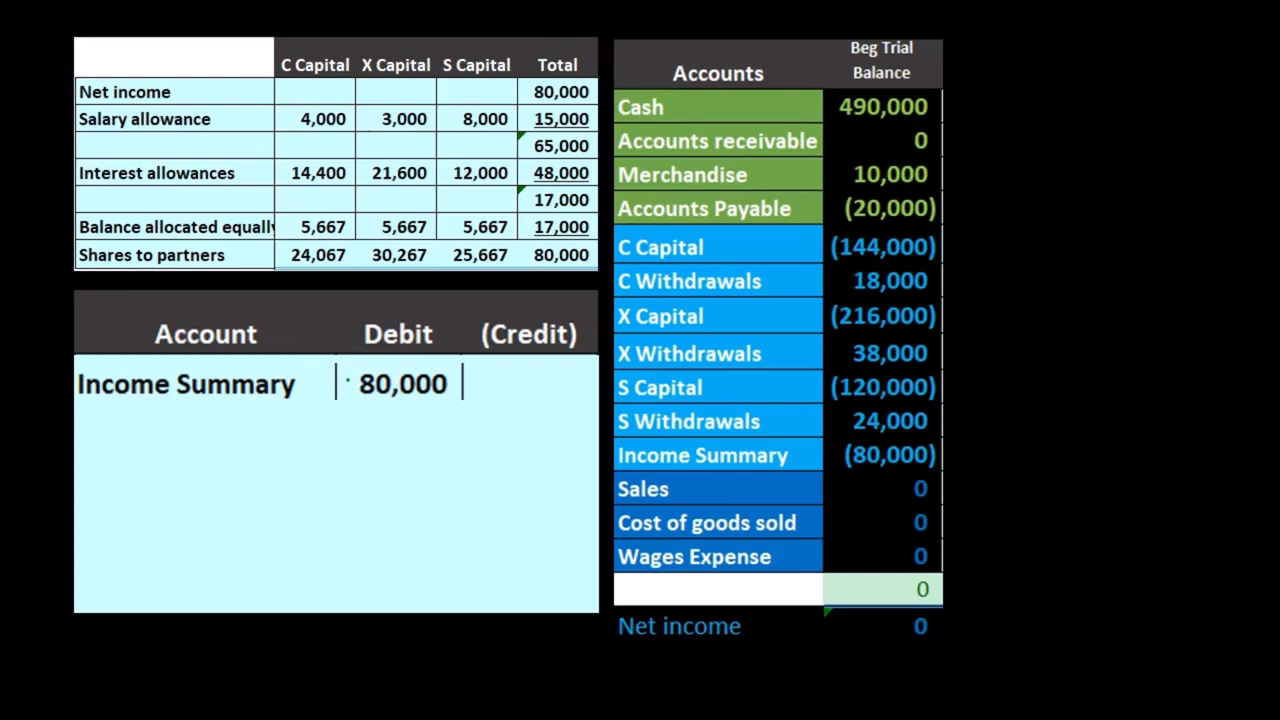 C Capital X Capital S Capital Total
Net income 80,000
Salary allowance 4,000 3,000 8,000 15,000
65,000
Interest allowances 14,400 21,600 12,000 48,000
17,000
Balance allocated equally 5,667 5,667 5,667 17,000
Shares to partners 24,067 30,267 25,667 80,000
Account Debit (Credit)
Income Summary 80,000
Beg Trial
Accounts Balance
Cash 490,000
Accounts receivable 0
Merchandise 10,000
Accounts Payable (20,000)
C Capital (144,000)
C Withdrawals 18,000
X Capital (216,000)
X Withdrawals 38,000
S Capital (120,000)
S Withdrawals 24,000
Income Summary (80,000)
Sales 0
Cost of goods sold 0
Wages Expense 0
0
Net income 0